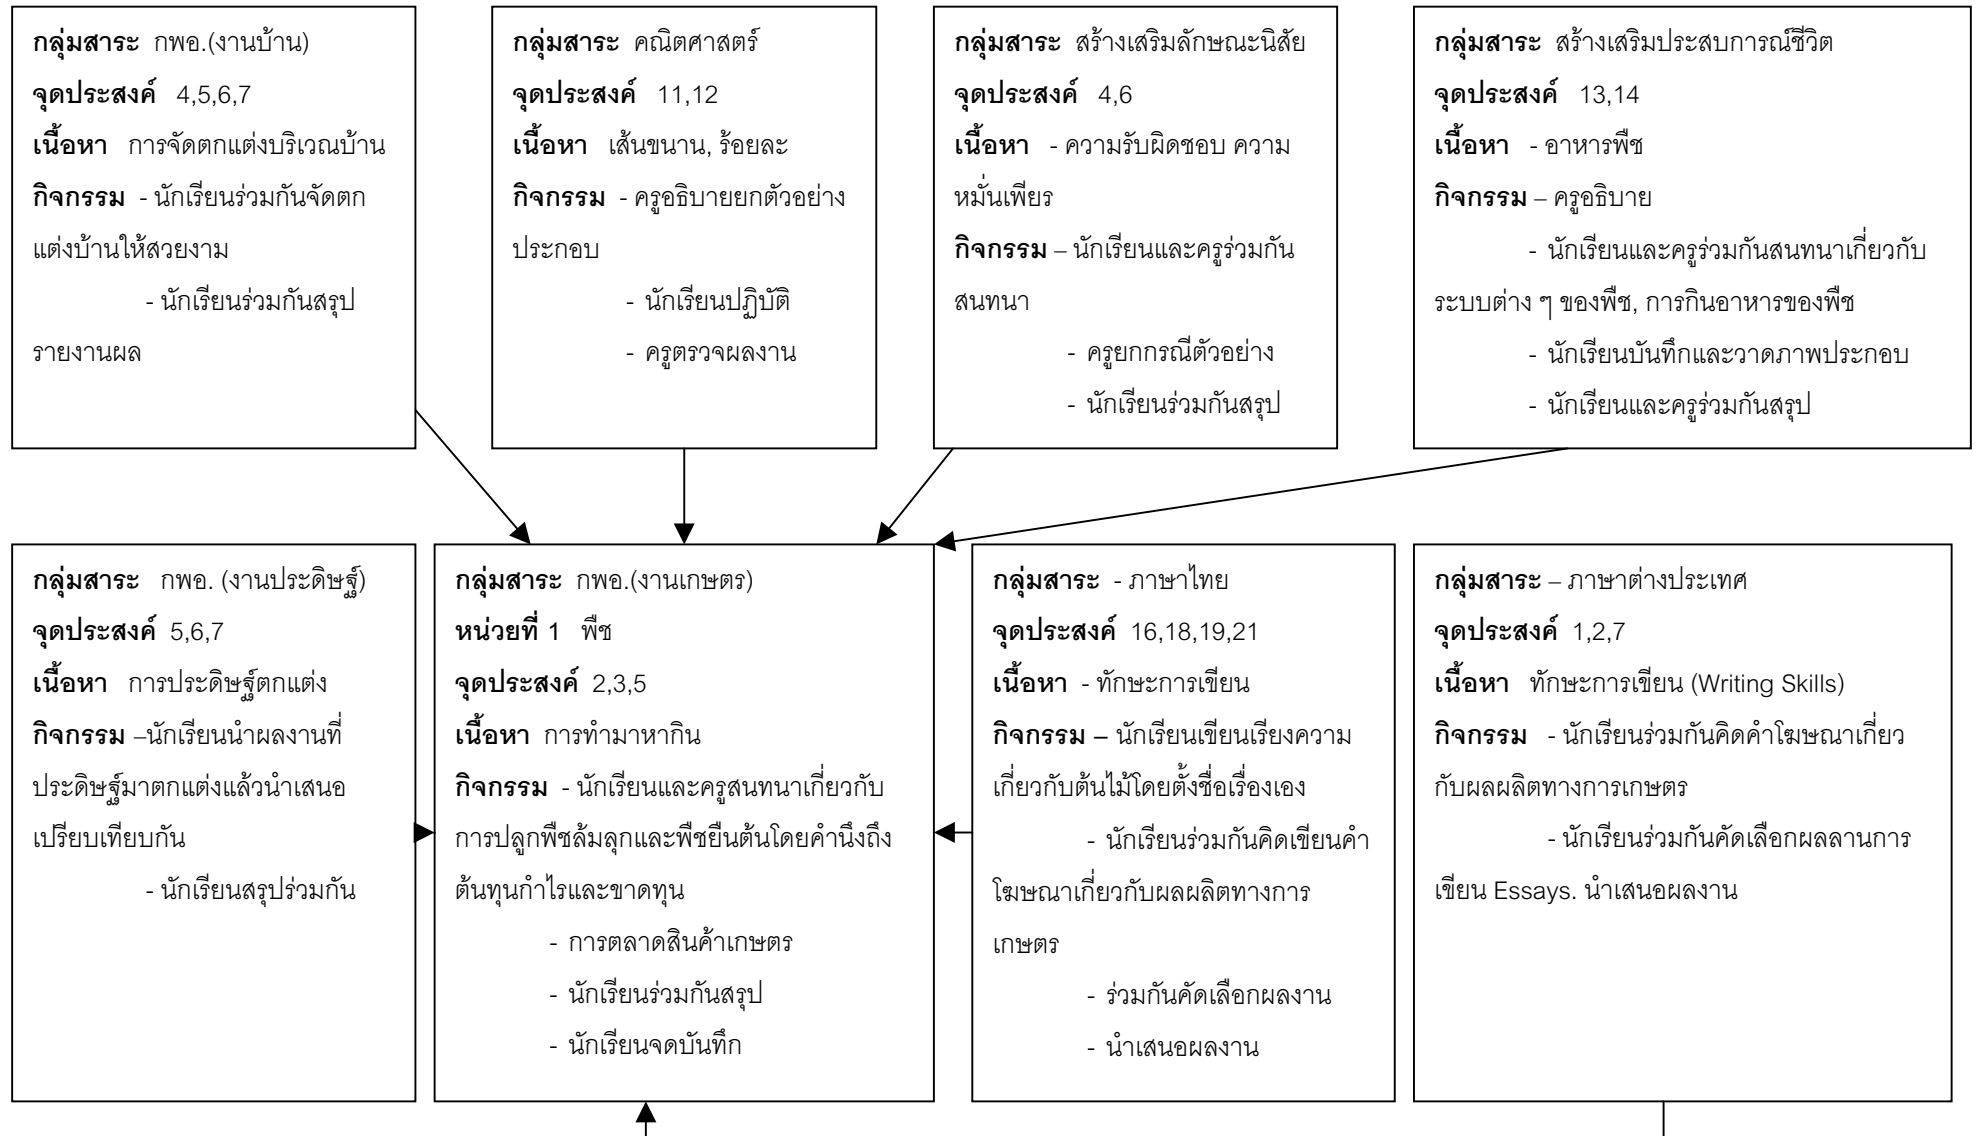 กลุ่มสาระ กพอ.(งานบ้าน)
จุดประสงค์ 4,5,6,7
เนื้อหา การจัดตกแต่งบริเวณบ้าน
กิจกรรม - นักเรียนร่วมกันจัดตก
แต่งบ้านให้สวยงาม
- นักเรียนร่วมกันสรุป
รายงานผล
กลุ่มสาระ คณิตศาสตร์
จุดประสงค์ 11,12
เนื้อหา เส้นขนาน, ร้อยละ
กิจกรรม - ครูอธิบายยกตัวอย่าง
ประกอบ
- นักเรียนปฏิบัติ
- ครูตรวจผลงาน
กลุ่มสาระ สร้างเสริมลักษณะนิสัย
จุดประสงค์ 4,6
เนื้อหา - ความรับผิดชอบ ความ
หมั่นเพียร
กิจกรรม – นักเรียนและครูร่วมกัน
สนทนา
- ครูยกกรณีตัวอย่าง
- นักเรียนร่วมกันสรุป
กลุ่มสาระ สร้างเสริมประสบการณ์ชีวิต
จุดประสงค์ 13,14
เนื้อหา - อาหารพืช
กิจกรรม – ครูอธิบาย
- นักเรียนและครูร่วมกันสนทนาเกี่ยวกับ
ระบบต่าง ๆ ของพืช, การกินอาหารของพืช
- นักเรียนบันทึกและวาดภาพประกอบ
- นักเรียนและครูร่วมกันสรุป
กลุ่มสาระ กพอ. (งานประดิษฐ์)
จุดประสงค์ 5,6,7
เนื้อหา การประดิษฐ์ตกแต่ง
กิจกรรม –นักเรียนนำผลงานที่
ประดิษฐ์มาตกแต่งแล้วนำเสนอ
เปรียบเทียบกัน
- นักเรียนสรุปร่วมกัน
กลุ่มสาระ กพอ.(งานเกษตร)
หน่วยที่ 1 พืช
จุดประสงค์ 2,3,5
เนื้อหา การทำมาหากิน
กิจกรรม - นักเรียนและครูสนทนาเกี่ยวกับ
การปลูกพืชล้มลุกและพืชยืนต้นโดยคำนึงถึง
ต้นทุนกำไรและขาดทุน
- การตลาดสินค้าเกษตร
- นักเรียนร่วมกันสรุป
- นักเรียนจดบันทึก
กลุ่มสาระ - ภาษาไทย
จุดประสงค์ 16,18,19,21
เนื้อหา - ทักษะการเขียน
กิจกรรม – นักเรียนเขียนเรียงความ
เกี่ยวกับต้นไม้โดยตั้งชื่อเรื่องเอง
- นักเรียนร่วมกันคิดเขียนคำ
โฆษณาเกี่ยวกับผลผลิตทางการ
เกษตร
- ร่วมกันคัดเลือกผลงาน
- นำเสนอผลงาน
กลุ่มสาระ – ภาษาต่างประเทศ
จุดประสงค์ 1,2,7
เนื้อหา ทักษะการเขียน (Writing Skills)
กิจกรรม - นักเรียนร่วมกันคิดคำโฆษณาเกี่ยว
กับผลผลิตทางการเกษตร
- นักเรียนร่วมกันคัดเลือกผลลานการ
เขียน Essays. นำเสนอผลงาน